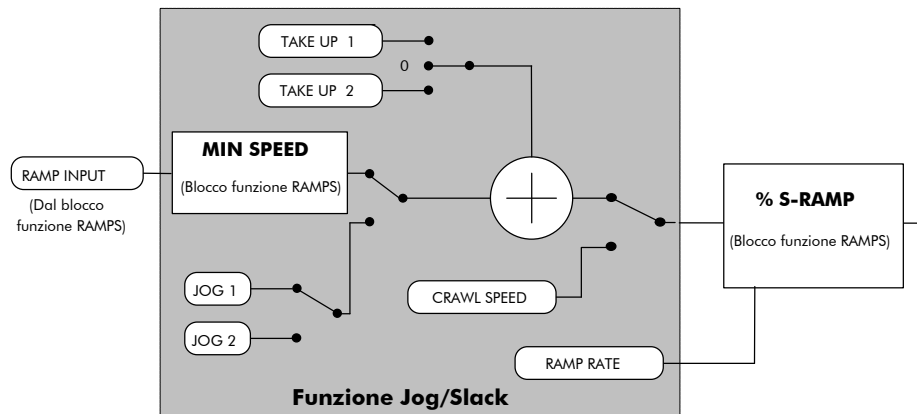 TAKE UP 1
0
TAKE UP 2
MIN SPEED
(Blocco funzione RAMPS)
RAMP INPUT
(Dal blocco
funzione RAMPS)
% S-RAMP
(Blocco funzione RAMPS)
JOG 1
CRAWL SPEED
JOG 2
RAMP RATE
Funzione Jog/Slack